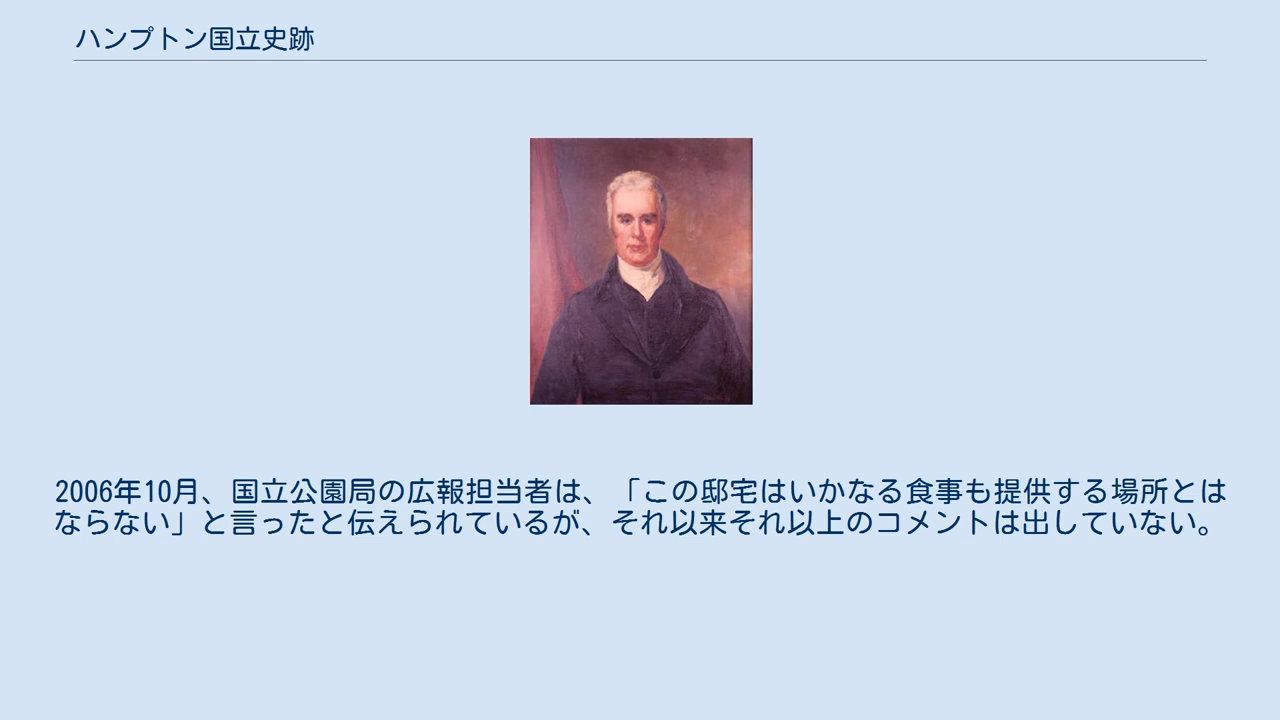 ハンプトン国立史跡
2006年10月、国立公園局の広報担当者は、「この邸宅はいかなる食事も提供する場所とは
ならない」と言ったと伝えられているが、それ以来それ以上のコメントは出していない。